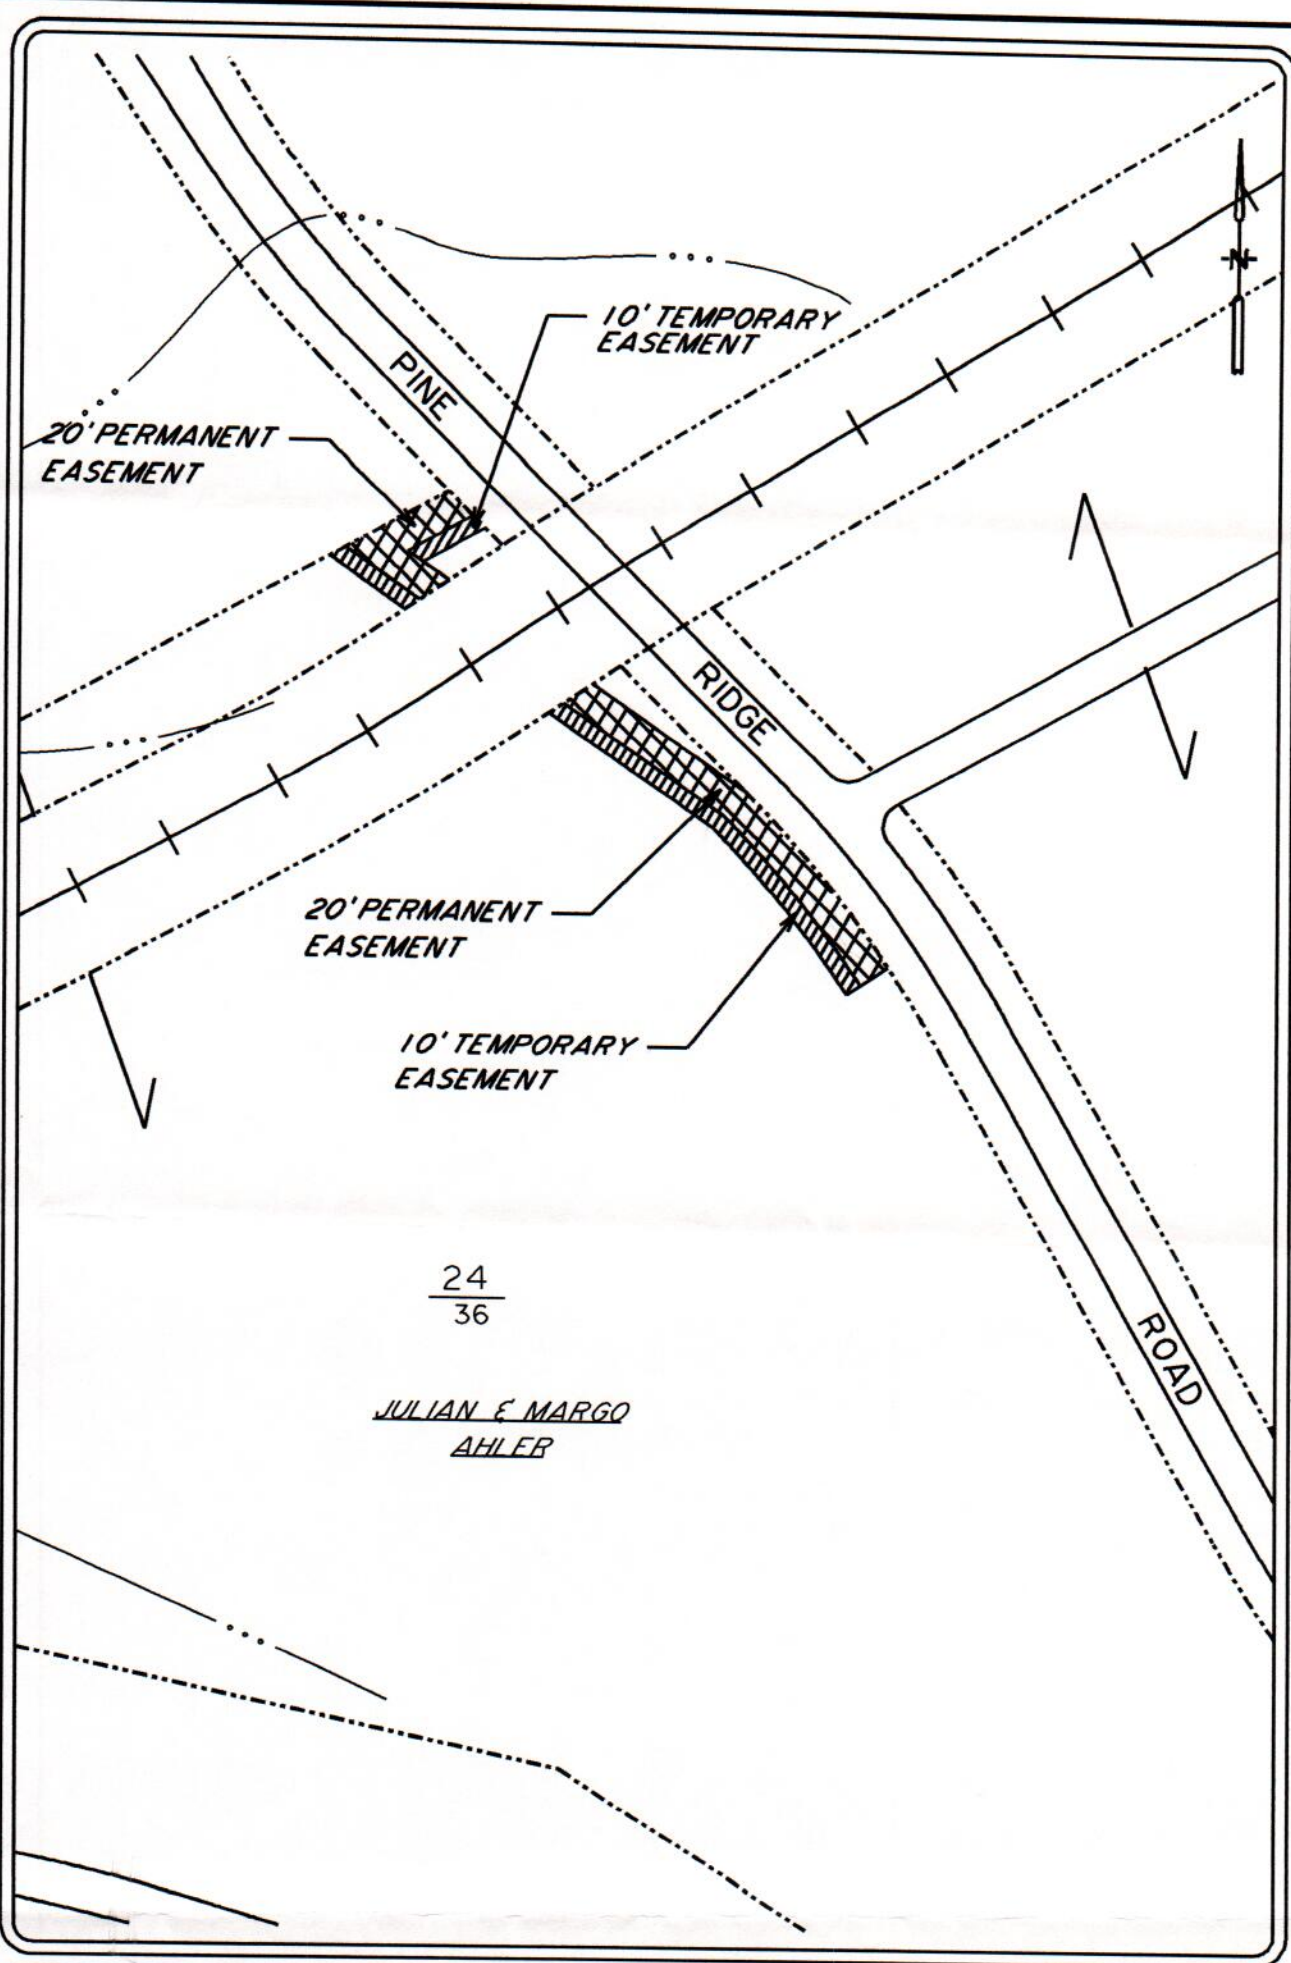 N
10' TEMPORARY
EASEMENT
PINE
20' PERMANENT
EASEMENT
RIDGE
20' PERMANENT
EASEMENT
10' TEMPORARY
EASEMENT
24
36
ROAD
JULIAN & MARGO
AHLER